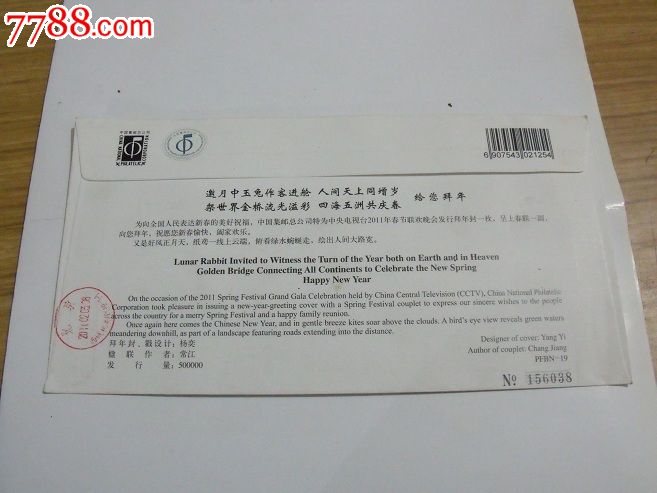 7788.com
中国集邮总公司
CHINA NATIONAL PHILATELIC CORPORATION
6 907543 021254
邀月中玉兔作客进龄 人间天上同增岁
架世界金桥流光溢彩 四海五洲共庆春
给您拜年
为向全国人民表达新春的美好祝福，中国集邮总公司特为中央电视台2011年春节联欢晚会发行拜年封一枚，呈上春联一副，
向您拜年，祝愿您新春愉快，阖家欢乐。
又是好风正月天，纸鸢一线上云端，俯看绿水蜿蜒走，绘出人间大路宽。
Lunar Rabbit Invited to Witness the Turn of the Year both on Earth and in Heaven
Golden Bridge Connecting All Continents to Celebrate the New Spring
Happy New Year
On the occasion of the 2011 Spring Festival Grand Gala Celebration held by China Central Television (CCTV), China National Philatelic
Corporation took pleasure in issuing a new-year-greeting cover with a Spring Festival couplet to express our sincere wishes to the people
across the country for a merry Spring Festival and a happy family reunion.
Once again here comes the Chinese New Year, and in gentle breeze kites soar above the clouds. A bird's eye view reveals green waters
meandering downhill, as part of a landscape featuring roads extending into the distance.
拜年封、戳设计：杨奕
楹联作者：常江
发行量：500000
Designer of cover: Yang Yi
Author of couplet: Chang Jiang
PFBN-19
№ 156038